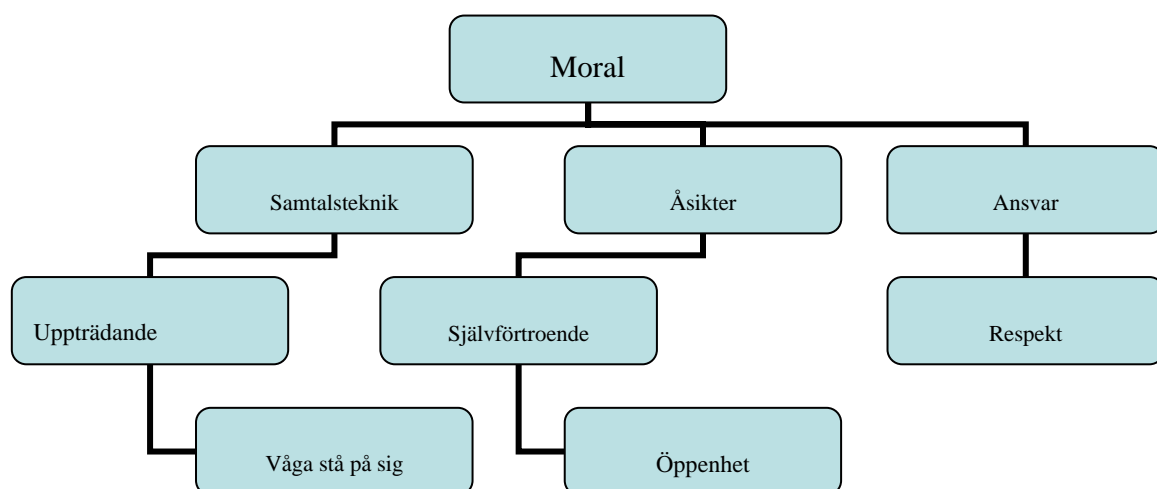 Moral
Samtalsteknik
Åsikter
Ansvar
Uppträdande
Självförtroende
Respekt
Våga stå på sig
Öppenhet